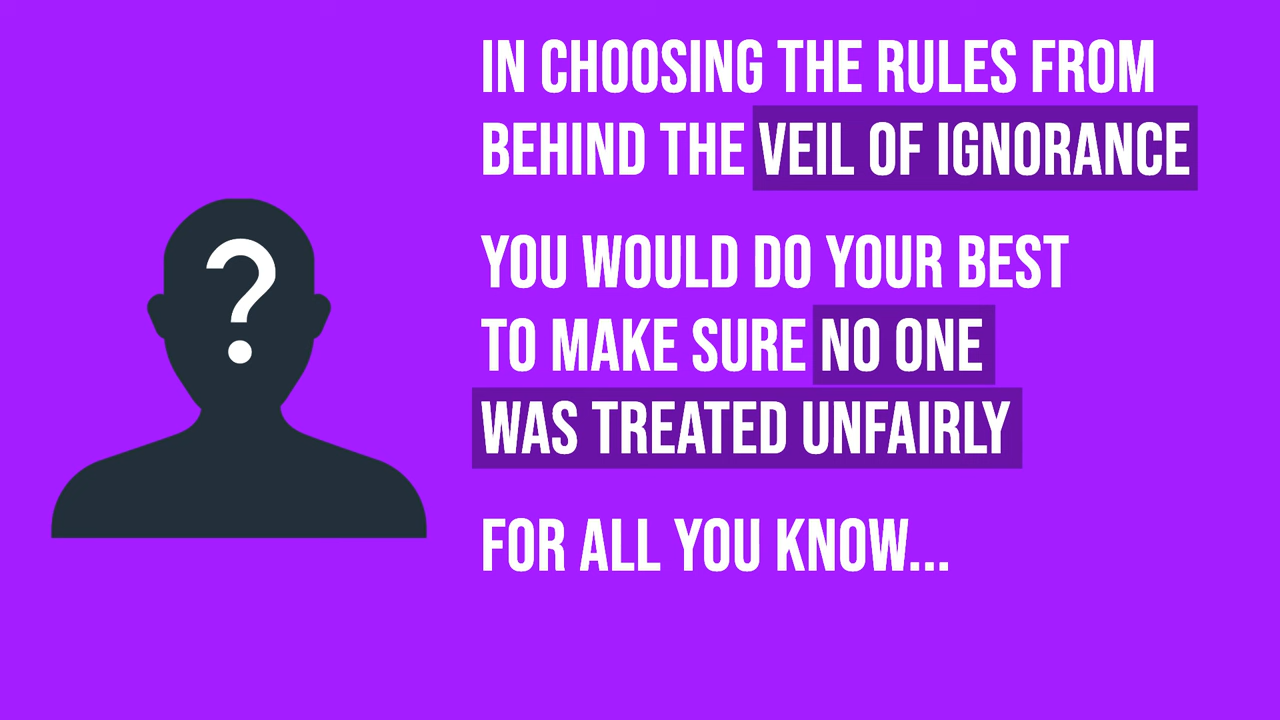 ?
IN CHOOSING THE RULES FROM
BEHIND THE VEIL OF IGNORANCE
YOU WOULD DO YOUR BEST
TO MAKE SURE NO ONE
WAS TREATED UNFAIRLY
FOR ALL YOU KNOW...